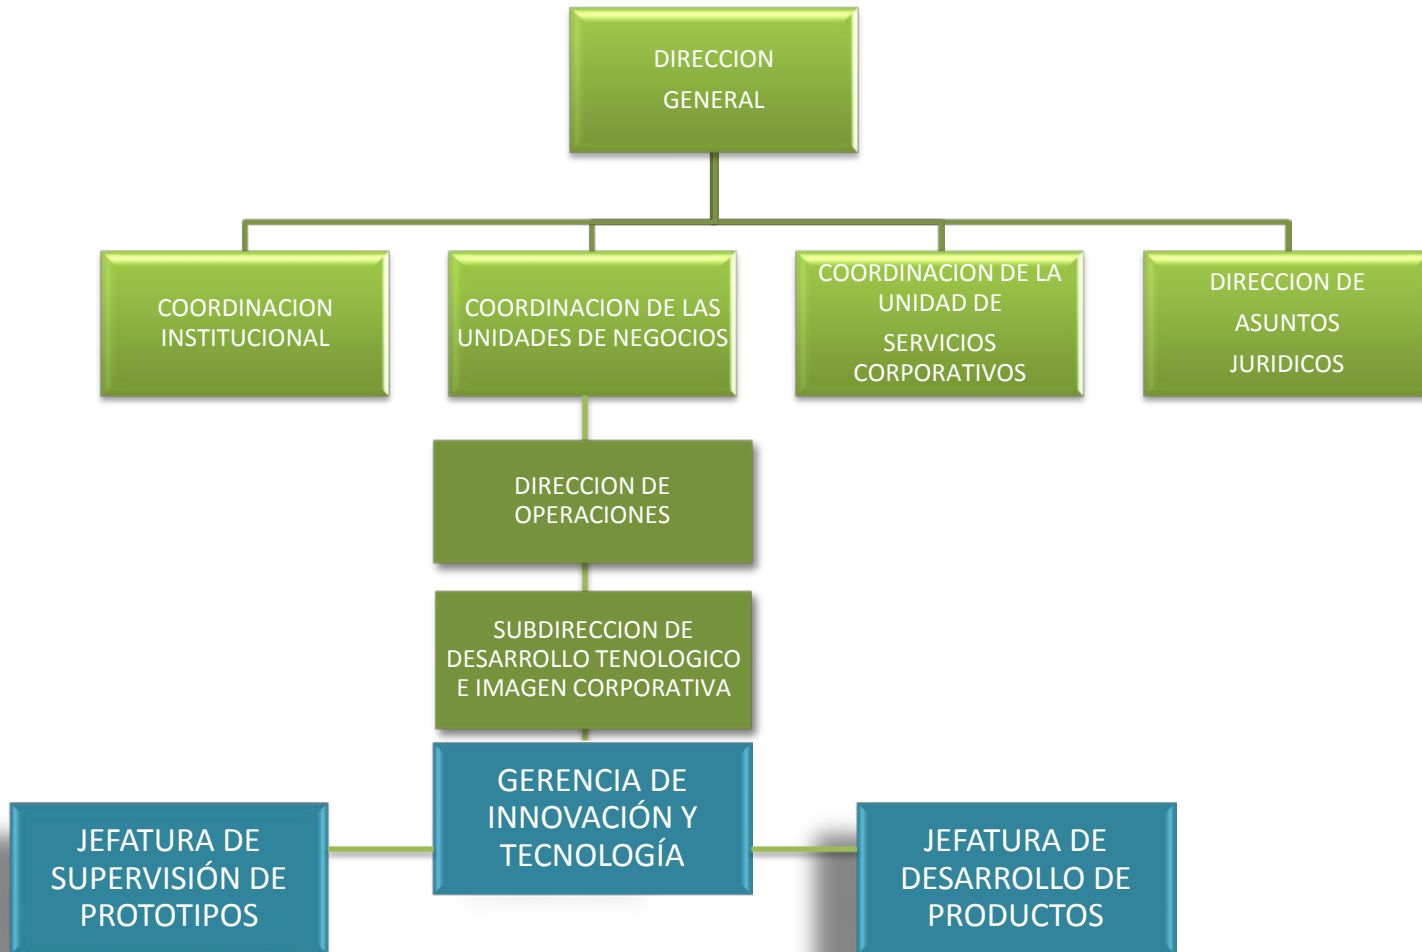 DIRECCION
GENERAL
COORDINACION
INSTITUCIONAL
COORDINACION DE LAS
UNIDADES DE NEGOCIOS
COORDINACION DE LA
UNIDAD DE
SERVICIOS
CORPORATIVOS
DIRECCION DE
ASUNTOS
JURIDICOS
DIRECCION DE
OPERACIONES
SUBDIRECCION DE
DESARROLLO TENOLOGICO
E IMAGEN CORPORATIVA
GERENCIA DE
INNOVACIÓN Y
TECNOLOGÍA
JEFATURA DE
SUPERVISIÓN DE
PROTOTIPOS
JEFATURA DE
DESARROLLO DE
PRODUCTOS